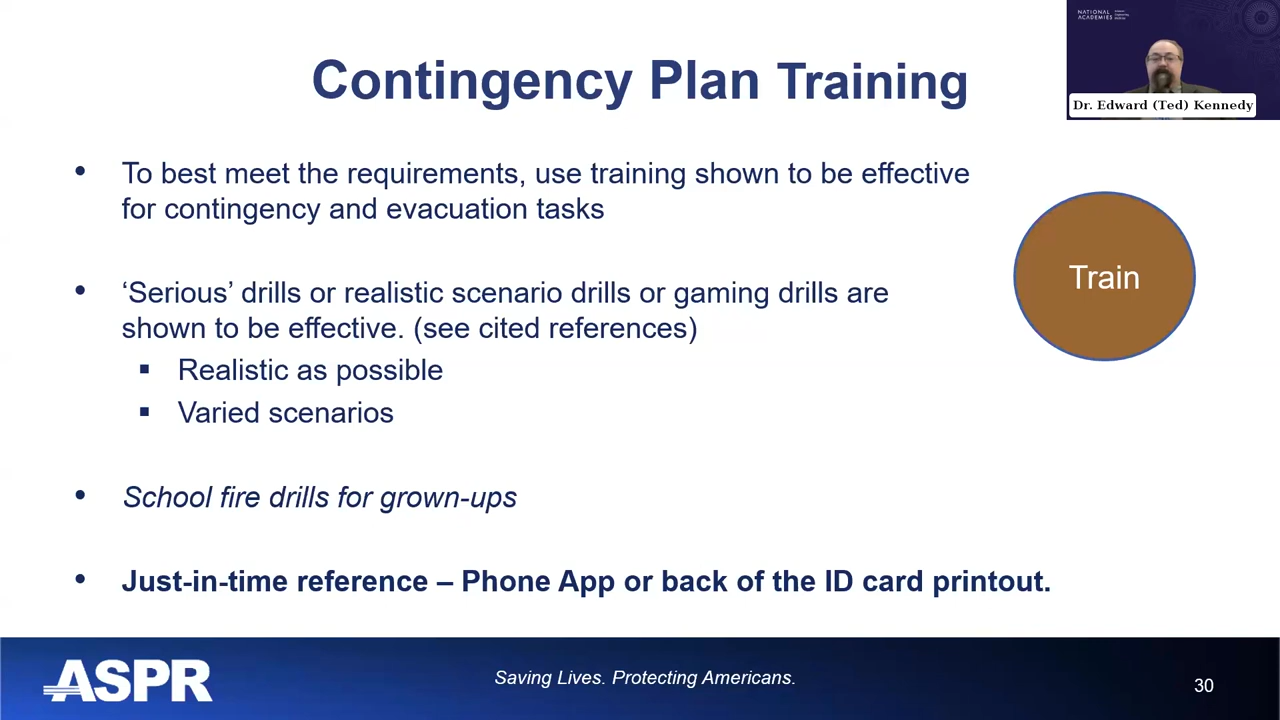 NATIONAL
ACADEMIES
Contingency Plan Training
Dr. Edward (Ted) Kennedy
• To best meet the requirements, use training shown to be effective
for contingency and evacuation tasks
Train
• ‘Serious’ drills or realistic scenario drills or gaming drills are
shown to be effective. (see cited references)
▪ Realistic as possible
▪ Varied scenarios
• School fire drills for grown-ups
• Just-in-time reference – Phone App or back of the ID card printout.
ASPR
Saving Lives. Protecting Americans.
30